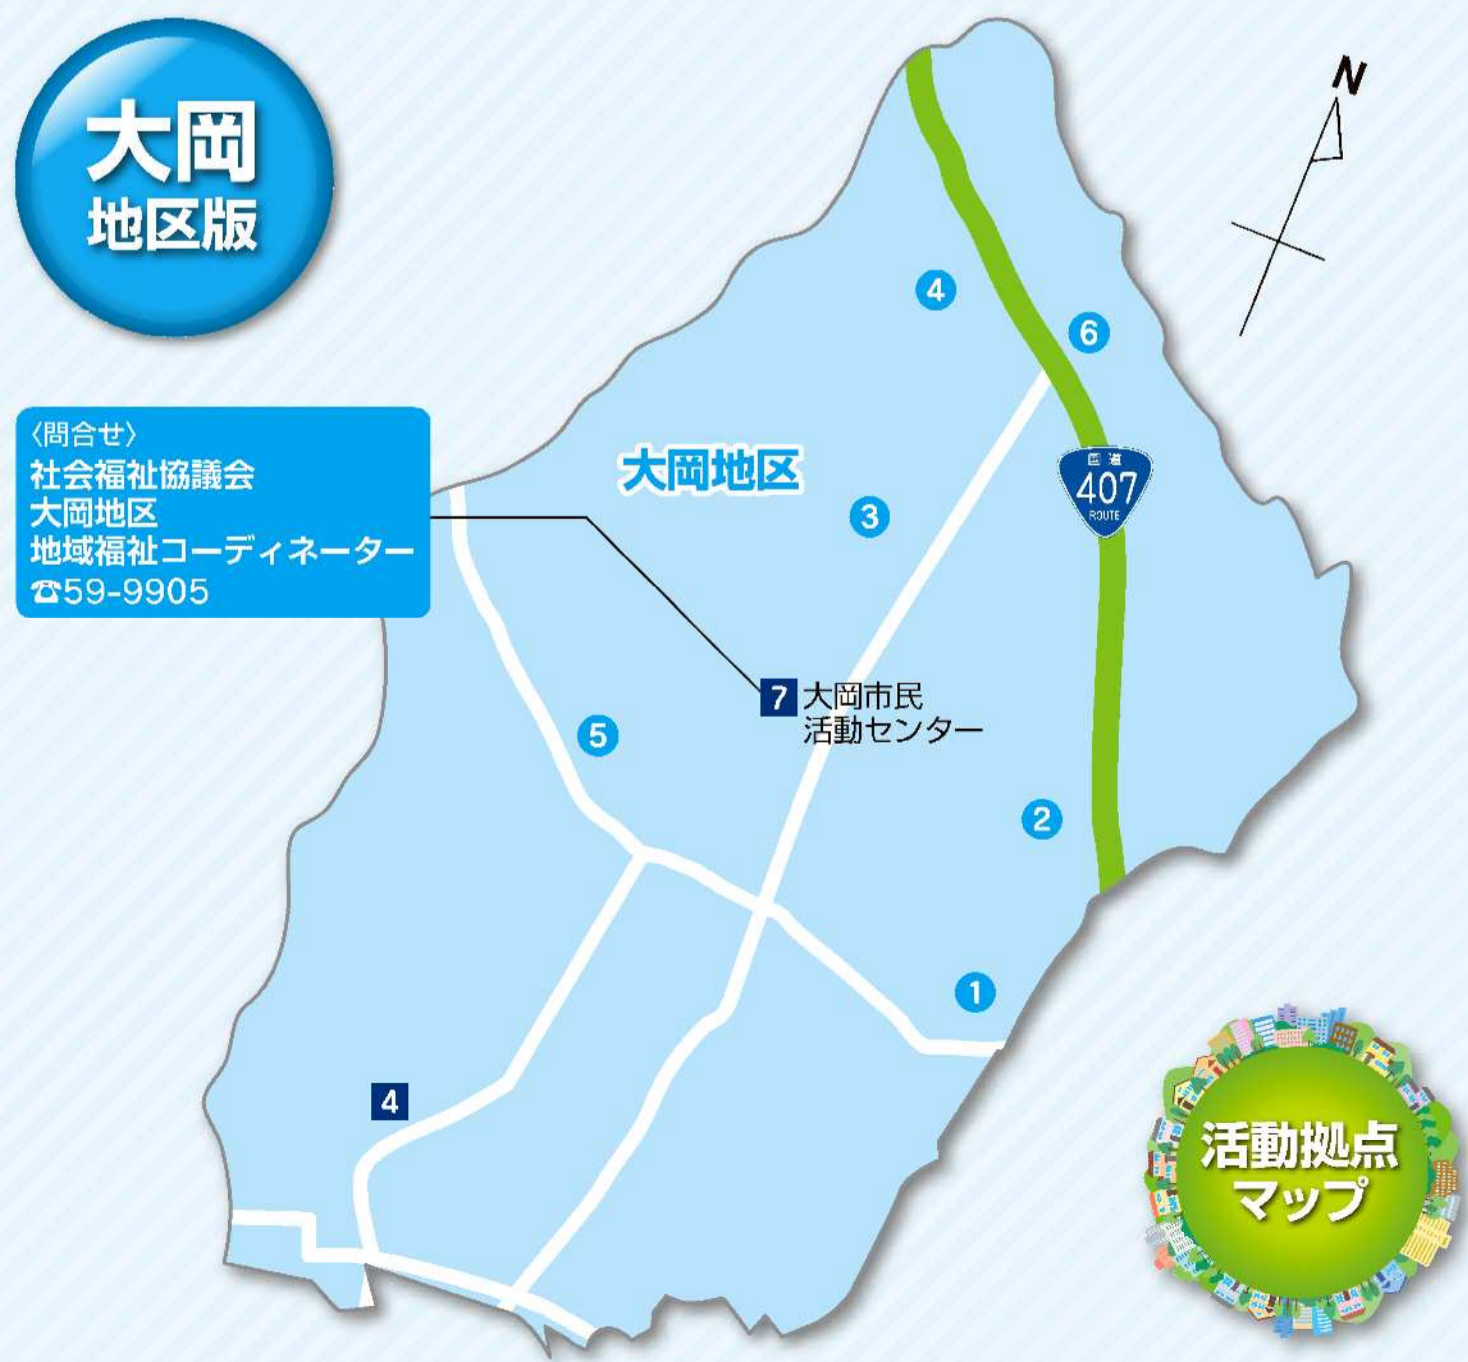 大岡
地区版
N
〈問合せ〉
社会福祉協議会
大岡地区
地域福祉コーディネーター
☎59-9905
大岡地区
4
6
国道
407
ROUTE
3
7 大岡市民
活動センター
5
2
1
4
活動拠点
マップ